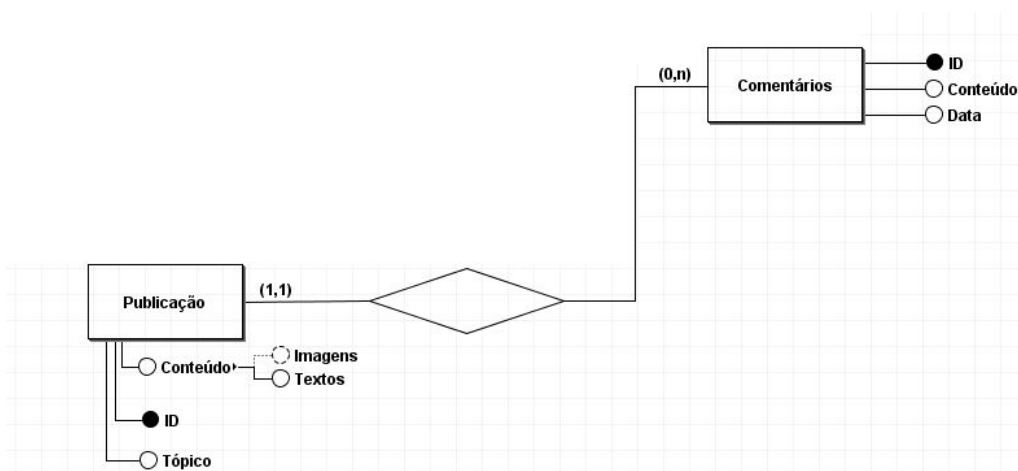 (0,n)
Comentários
ID
Conteúdo
Data
Publicação
(1,1)
Conteúdo
Imagens
Textos
ID
Tópico